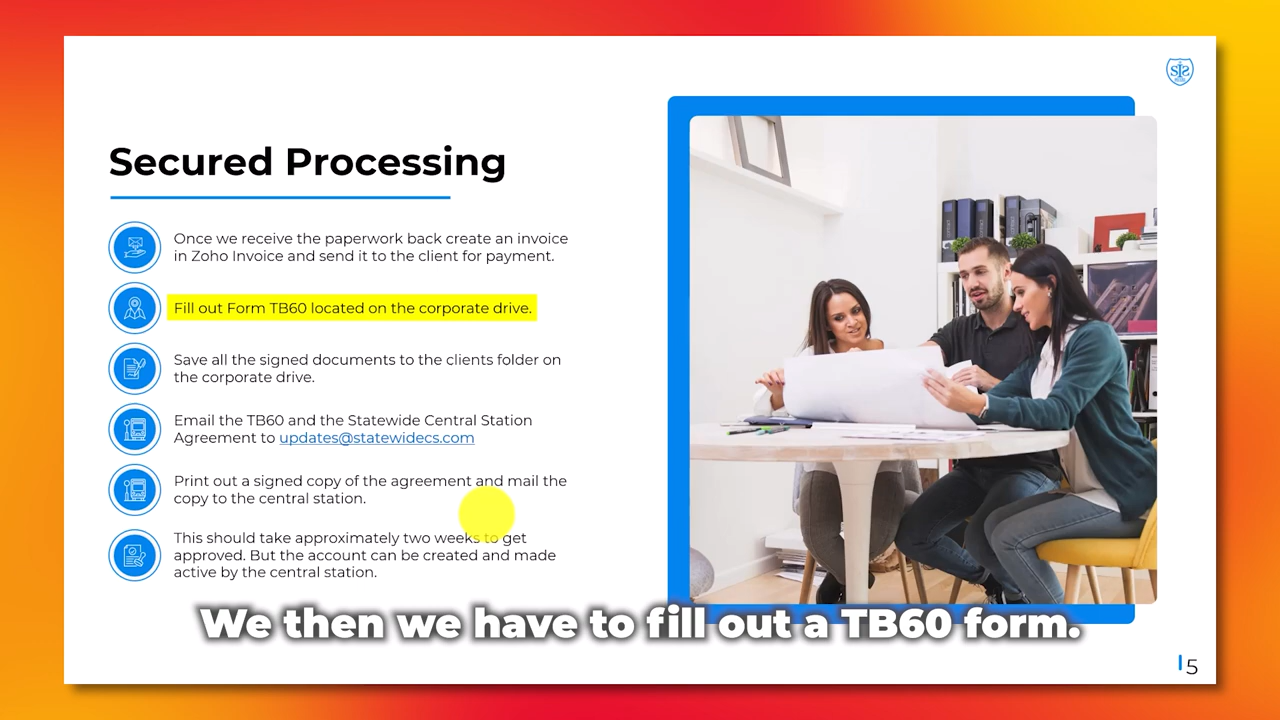 SIS
Secured Processing
Once we receive the paperwork back create an invoice
in Zoho Invoice and send it to the client for payment.
Fill out Form TB60 located on the corporate drive.
Save all the signed documents to the clients folder on
the corporate drive.
Email the TB60 and the Statewide Central Station
Agreement to updates@statewidecs.com
Print out a signed copy of the agreement and mail the
copy to the central station.
This should take approximately two weeks to get
approved. But the account can be created and made
active by the central station.
We then we have to fill out a TB60 form.
5